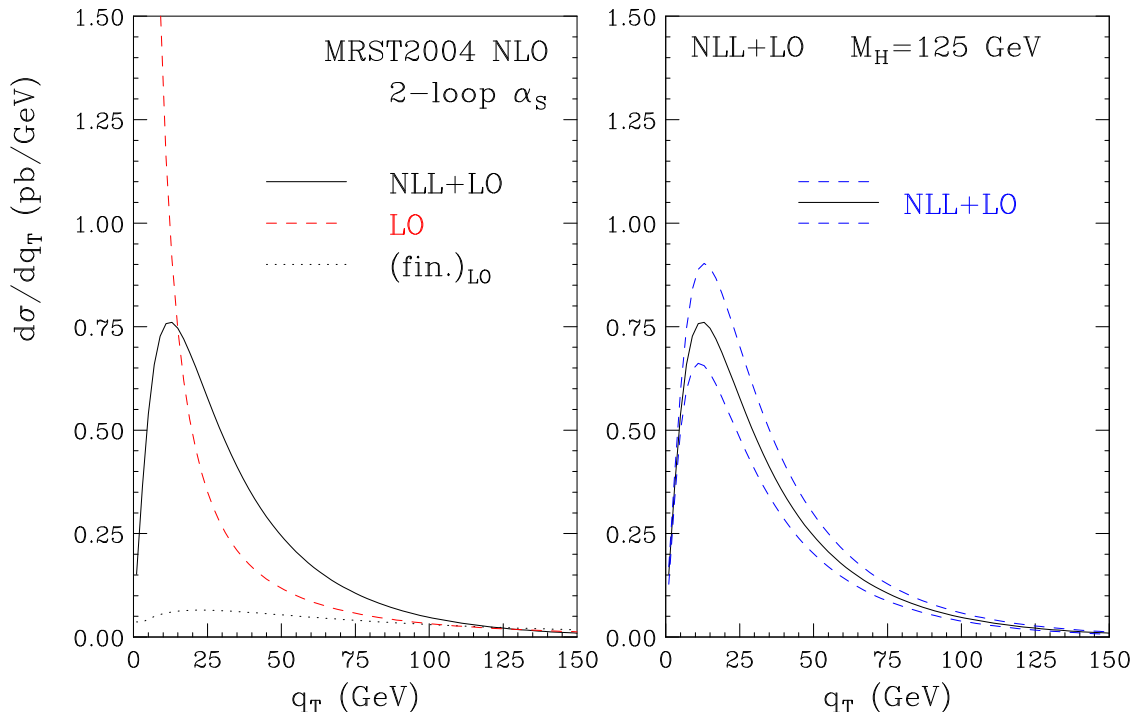 dσ/dq_T (pb/GeV)
1.50
1.25
1.00
0.75
0.50
0.25
0.00
MRST2004 NLO
2−loop α_S
NLL+LO
LO
(fin.)_LO
0 25 50 75 100 125 150
q_T (GeV)
1.50
1.25
1.00
0.75
0.50
0.25
0.00
NLL+LO M_H=125 GeV
NLL+LO
0 25 50 75 100 125 150
q_T (GeV)